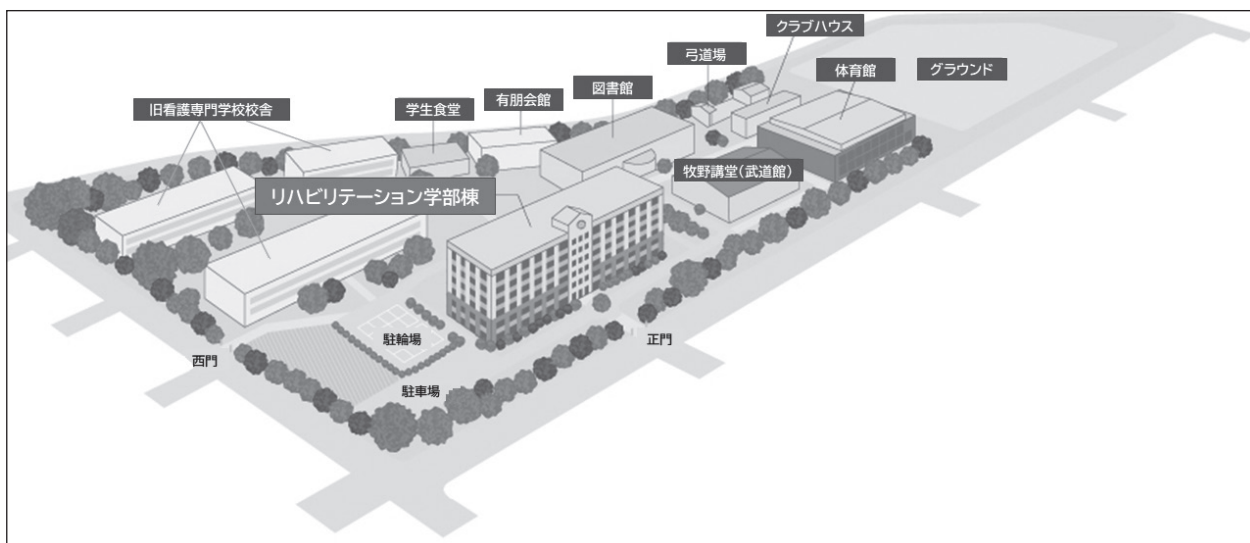 クラブハウス
弓道場
体育館
グラウンド
図書館
有朋会館
学生食堂
旧看護専門学校校舎
牧野講堂(武道館)
リハビリテーション学部棟
駐輪場
正門
西門
駐車場